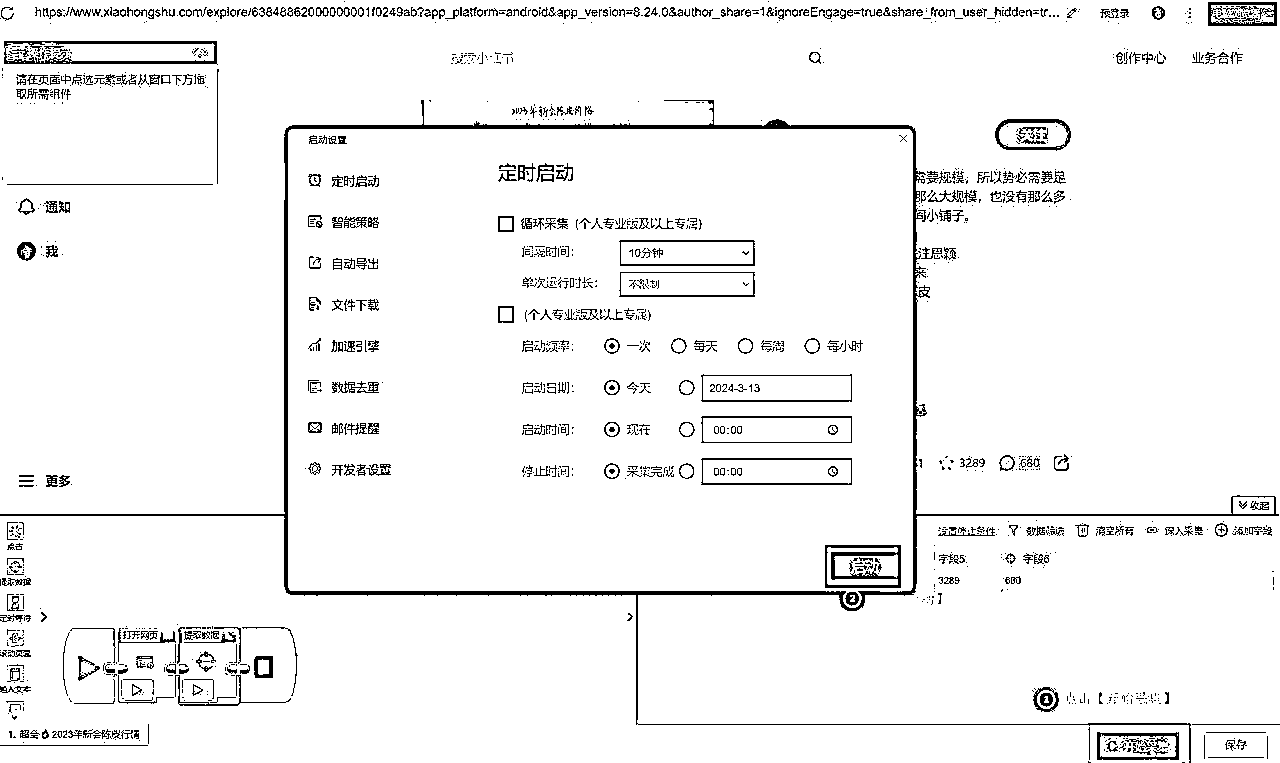 https://www.xiaohongshu.com/explore/63848862000000001f0249ab?app_platform=android&app_version=8.24.0&author_share=1&ignoreEngage=true&share_from_user_hidden=tr...
预登录
请在页面中点选元素或者从窗口下方拖
取所需组件
搜索小红书
创作中心
业务合作
2023年新会陈皮价格
关注
通知
我
更多
需要规模，所以势必需要足
那么大规模，也没有那么多
间小铺子。
注思颖
来
皮
3289
680
收起
启动设置
定时启动
智能策略
自动导出
文件下载
加速引擎
数据去重
邮件提醒
开发者设置
定时启动
循环采集 (个人专业版及以上专属)
间隔时间:
10分钟
单次运行时长:
不限制
(个人专业版及以上专属)
启动频率:
一次
每天
每周
每小时
启动日期:
今天
2024-3-13
启动时间:
现在
00:00
停止时间:
采集完成
00:00
启动
2
设置停止条件
数据筛选
清空所有
深入采集
添加字段
字段5
字段6
3289
680
点击
提取数据
定时等待
滚动页面
输入文本
打开网页
提取数据
1
点击【开始采集】
1. 超会 2023年新会陈皮行情
开始采集
保存